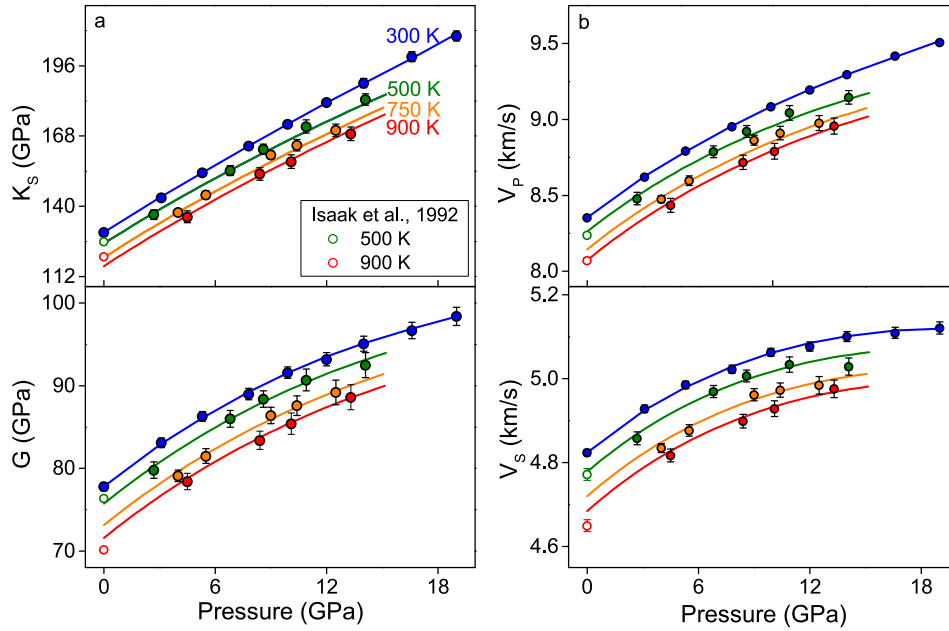 a
300 K
500 K
750 K
900 K
196
168
140
112
K_S (GPa)
Isaak et al., 1992
500 K
900 K
100
90
80
70
G (GPa)
0
6
12
18
Pressure (GPa)
b
9.5
9.0
8.5
8.0
V_P (km/s)
5.2
5.0
4.8
4.6
V_S (km/s)
0
6
12
18
Pressure (GPa)